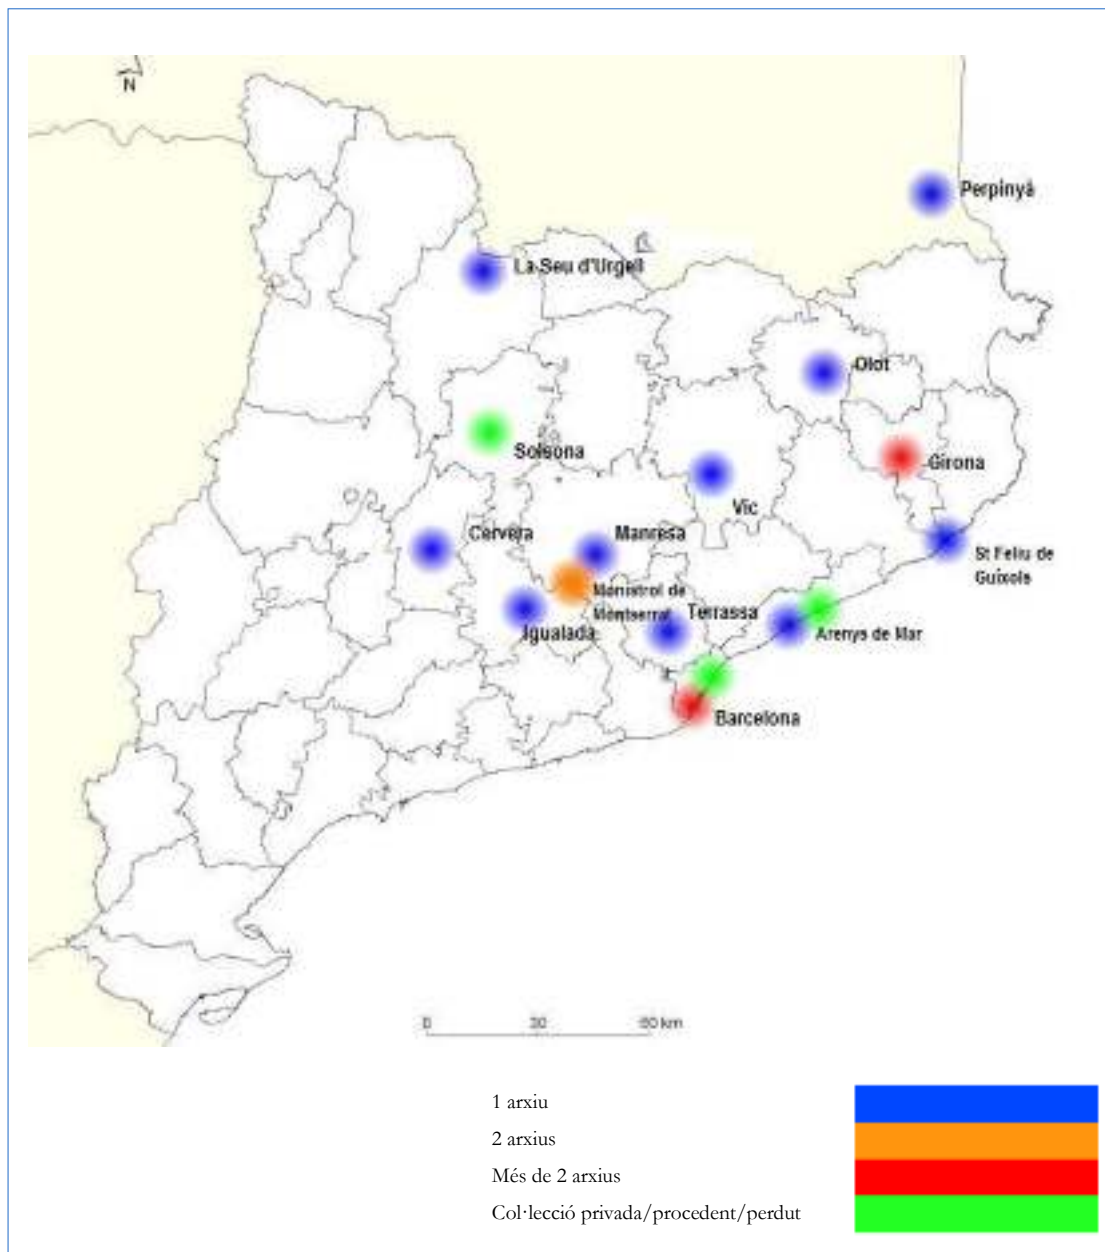 N
Perpinyà
La Seu d'Urgell
Olot
Solsona
Girona
Vic
Cervera
Manresa
St Feliu de
Guíxols
Monistrol de
Montserrat
Terrassa
Igualada
Arenys de Mar
Barcelona
0 30 60 km
1 arxiu
2 arxius
Més de 2 arxius
Col·lecció privada/procedent/perdut